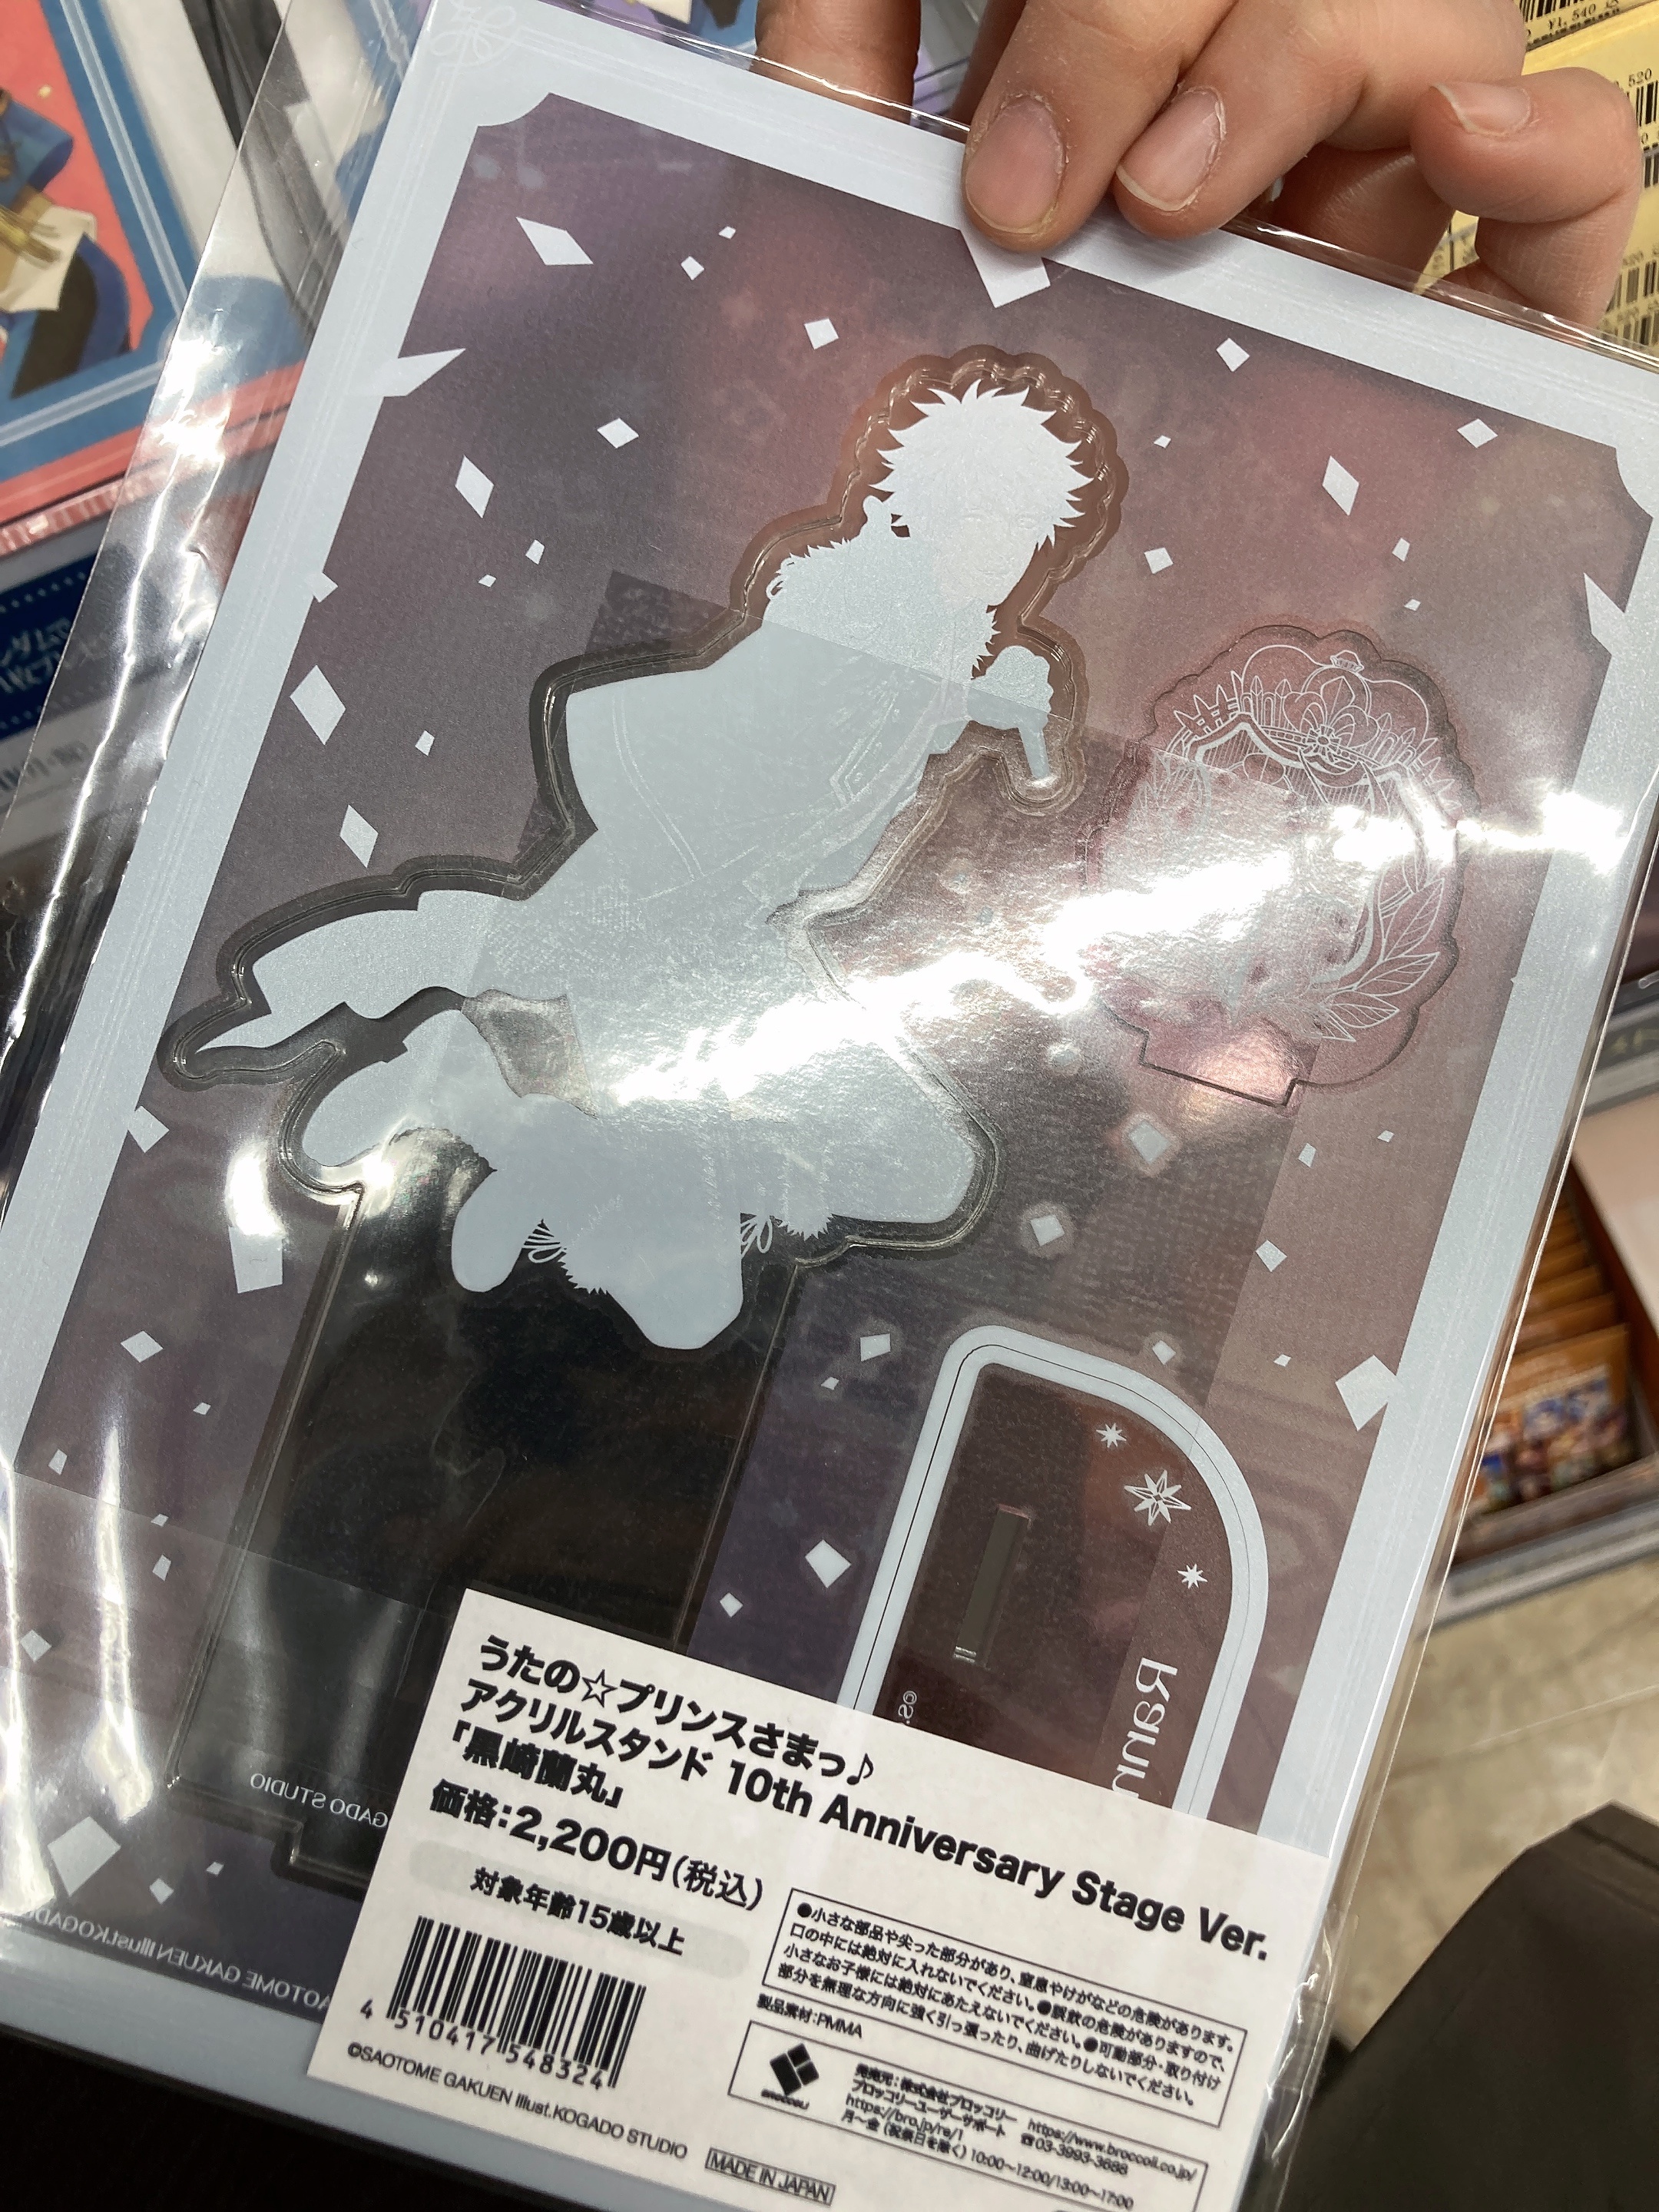 ¥1,540
520
うたの☆プリンスさまっ♪
アクリルスタンド 10th Anniversary Stage Ver.
「黒崎蘭丸」
価格:2,200円(税込)
対象年齢15歳以上
4 510417 548324
©SAOTOME GAKUEN Illust.KOGADO STUDIO
MADE IN JAPAN
●小さな部品や尖った部分があり、窒息やけがなどの危険があります。
口の中には絶対に入れないでください。●誤飲の危険がありますので、
小さなお子様には絶対にあたえないでください。●可動部分・取り付け
部分を無理な方向に強く引っ張ったり、曲げたりしないでください。
製品素材:PMMA
BROCCOLI
発売元:株式会社ブロッコリー https://www.broccoli.co.jp/
ブロッコリーユーザーサポート ☎03-3993-3688
https://bro.jp/re/1
月～金(祝祭日を除く)10:00~12:00/13:00~17:00
Ran
©S.
GADO STUDIO
SAOTOME GAKUEN Illust.KOGAD